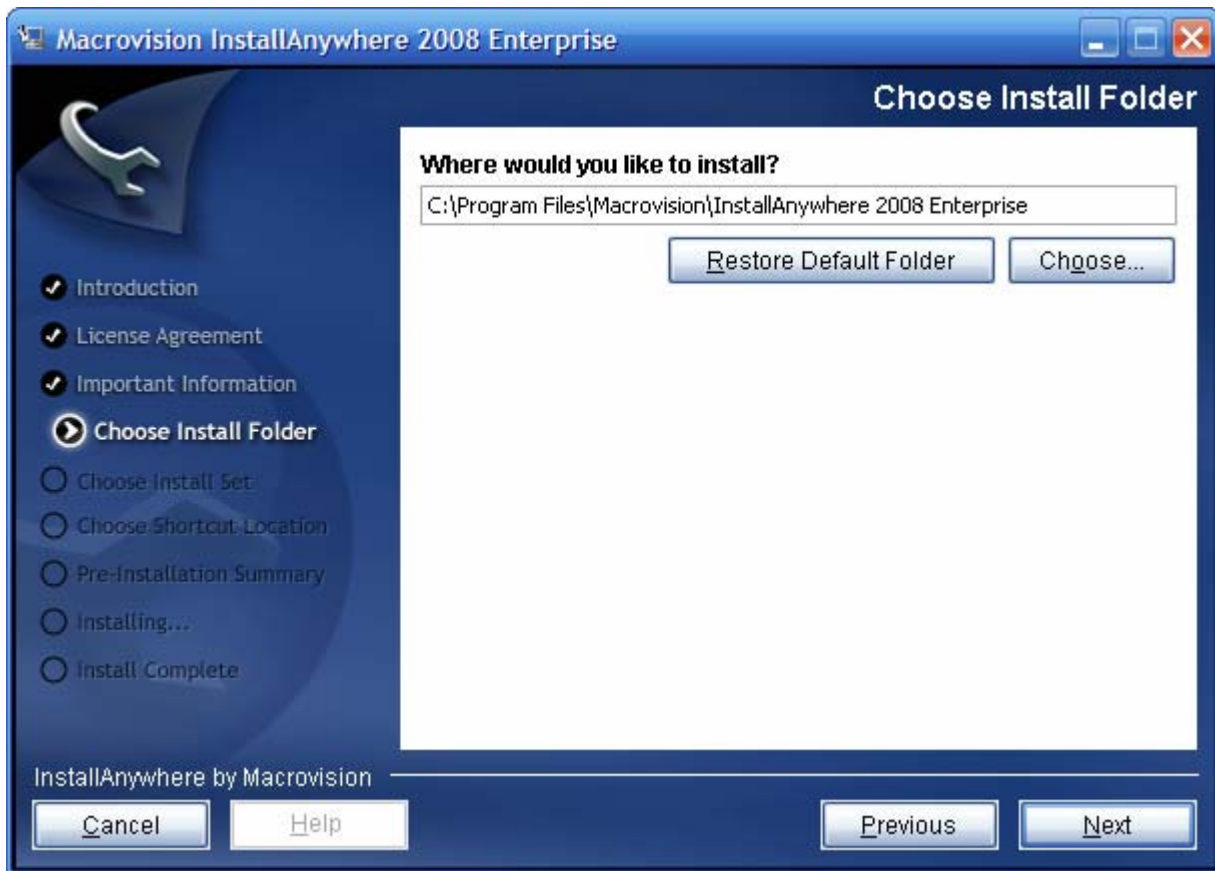 Macrovision InstallAnywhere 2008 Enterprise
Choose Install Folder
Where would you like to install?
C:\Program Files\Macrovision\InstallAnywhere 2008 Enterprise
Restore Default Folder
Choose...
Introduction
License Agreement
Important Information
Choose Install Folder
Choose Install Set
Choose Shortcut Location
Pre-Installation Summary
Installing...
Install Complete
InstallAnywhere by Macrovision
Cancel
Help
Previous
Next